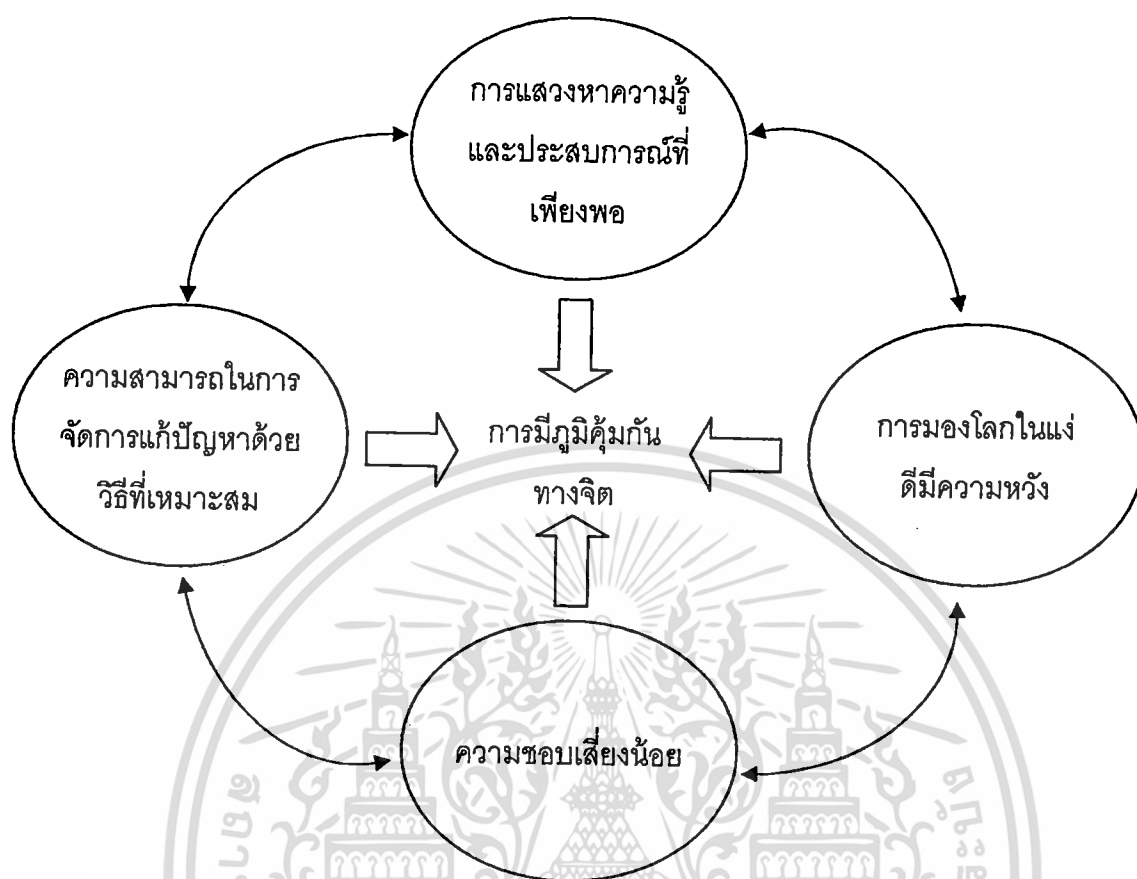 การแสวงหาความรู้
และประสบการณ์ที่
เพียงพอ
ความสามารถในการ
จัดการแก้ปัญหาด้วย
วิธีที่เหมาะสม
การมีภูมิคุ้มกัน
ทางจิต
การมองโลกในแง่
ดีมีความหวัง
ความชอบเสี่ยงน้อย